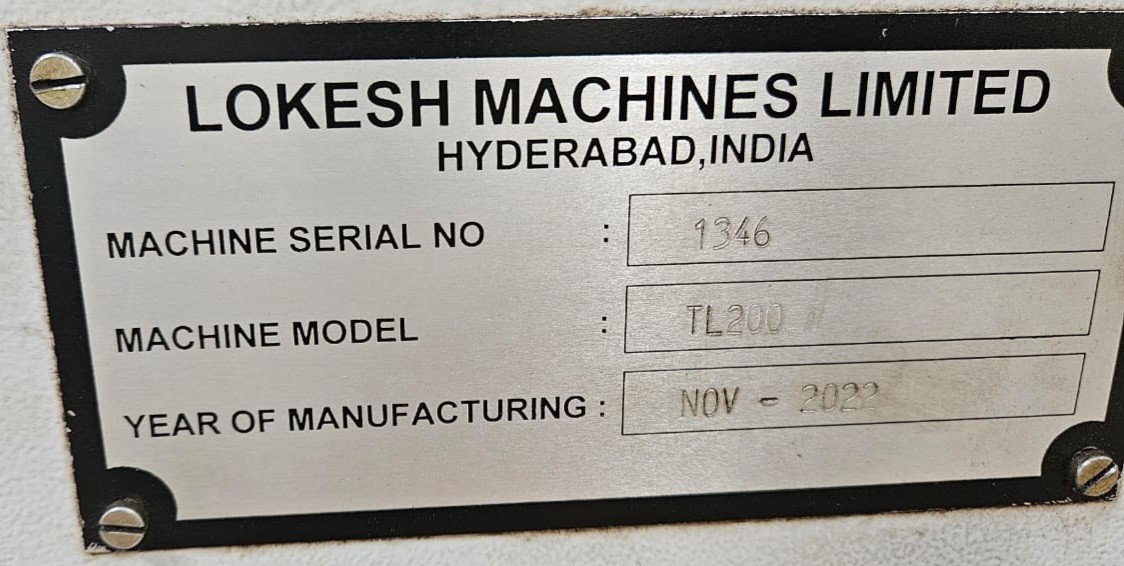 LOKESH MACHINES LIMITED
HYDERABAD,INDIA
MACHINE SERIAL NO : 1346
MACHINE MODEL : TL200
YEAR OF MANUFACTURING : NOV - 2022